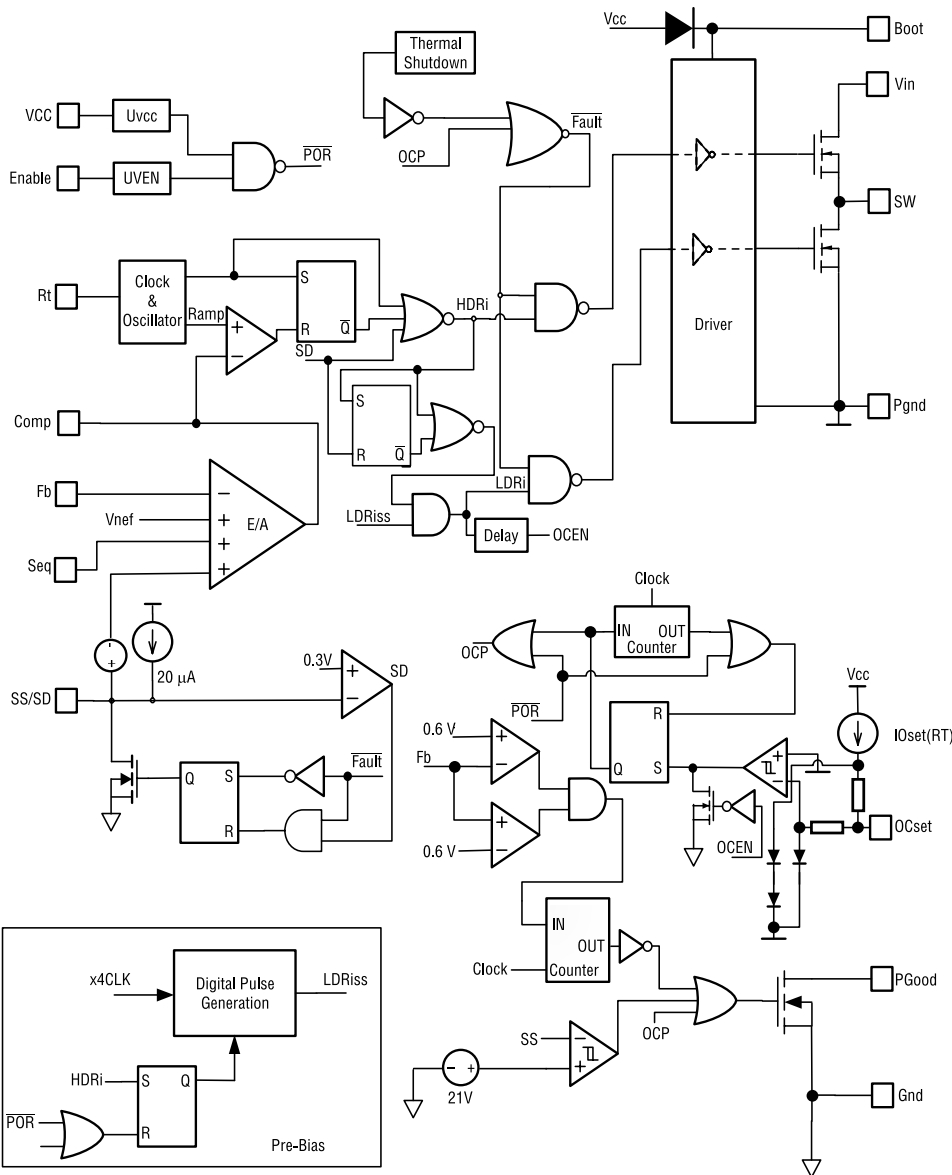 Vcc
Boot
Thermal
Shutdown
Vin
VCC
Uvcc
POR
Fault
OCP
Enable
UVEN
SW
Rt
Clock
&
Oscillator
Ramp
S
R
Q
HDRi
SD
Driver
S
R
Q
Comp
Pgnd
Fb
Vnef
E/A
Seq
LDRi
LDRiss
Delay
OCEN
Clock
IN
OUT
Counter
OCP
20 μA
0.3V
SD
SS/SD
POR
Vcc
R
Q
S
IOset(RT)
0.6 V
Fb
Fault
Q
S
R
0.6 V
OCEN
OCset
IN
OUT
Clock
Counter
x4CLK
Digital Pulse
Generation
LDRiss
PGood
OCP
SS
21V
HDRi
S
Q
R
POR
Pre-Bias
Gnd